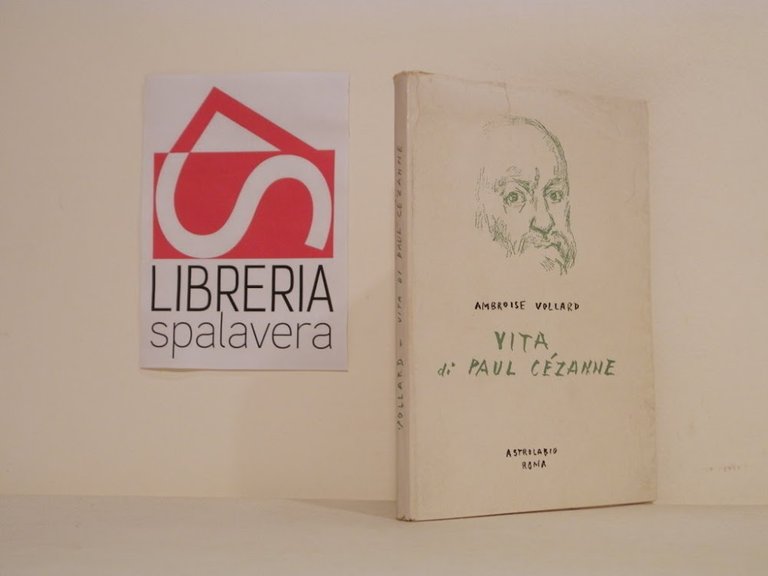 LIBRERIA
spalavera
VOLLARD - VITA DI PAUL CÉZANNE
AMBROISE VOLLARD
VITA
di PAUL CÉZANNE
ASTROLABIO
ROMA